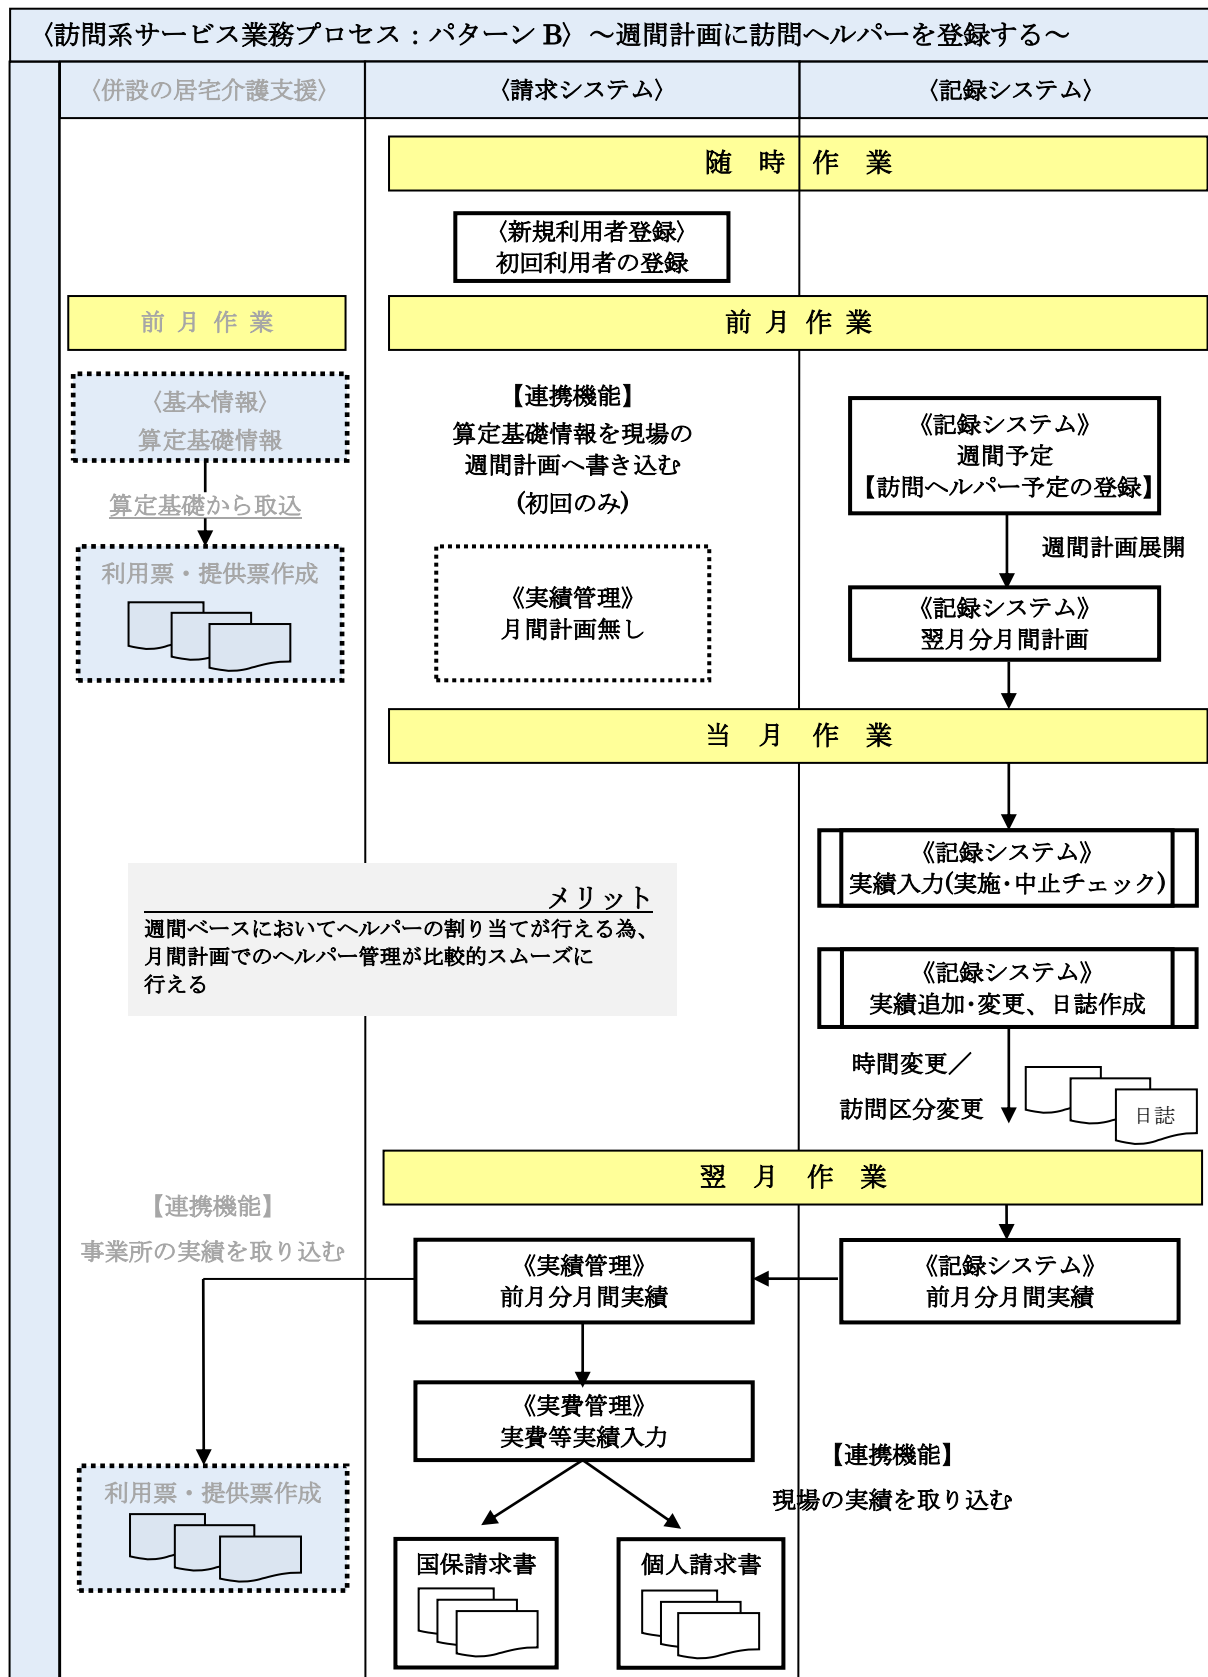 〈訪問系サービス業務プロセス：パターン B〉～週間計画に訪問ヘルパーを登録する～
〈併設の居宅介護支援〉
〈請求システム〉
〈記録システム〉
随　時　作　業
〈新規利用者登録〉
初回利用者の登録
前 月 作 業
前 月 作 業
〈基本情報〉
算定基礎情報
算定基礎から取込
利用票・提供票作成
【連携機能】
算定基礎情報を現場の
週間計画へ書き込む
(初回のみ)
《実績管理》
月間計画無し
《記録システム》
週間予定
【訪問ヘルパー予定の登録】
週間計画展開
《記録システム》
翌月分月間計画
当　月　作　業
《記録システム》
実績入力(実施･中止チェック)
メリット
週間ベースにおいてヘルパーの割り当てが行える為、
月間計画でのヘルパー管理が比較的スムーズに
行える
《記録システム》
実績追加･変更、日誌作成
時間変更／
訪問区分変更
日誌
翌　月　作　業
【連携機能】
事業所の実績を取り込む
《実績管理》
前月分月間実績
《記録システム》
前月分月間実績
《実費管理》
実費等実績入力
【連携機能】
現場の実績を取り込む
利用票・提供票作成
国保請求書
個人請求書